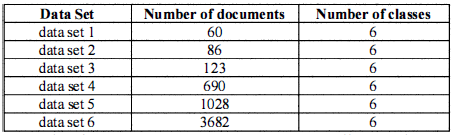 Data Set Number of documents Number of classes
data set 1 60 6
data set 2 86 6
data set 3 123 6
data set 4 690 6
data set 5 1028 6
data set 6 3682 6